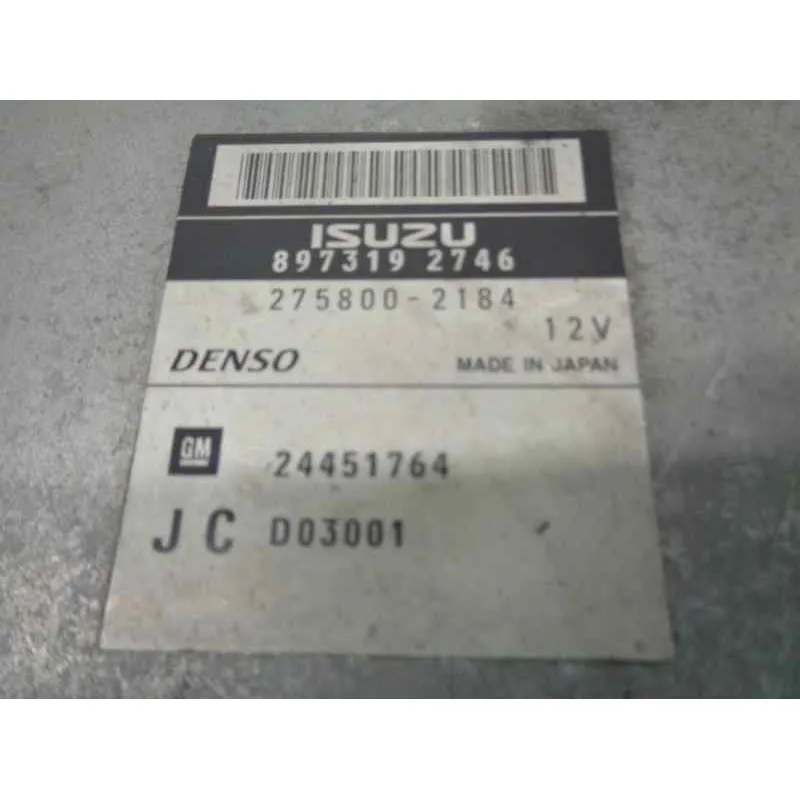 ISUZU
897319 2746
275800-2184
12V
DENSO MADE IN JAPAN
GM 24451764
JC D03001